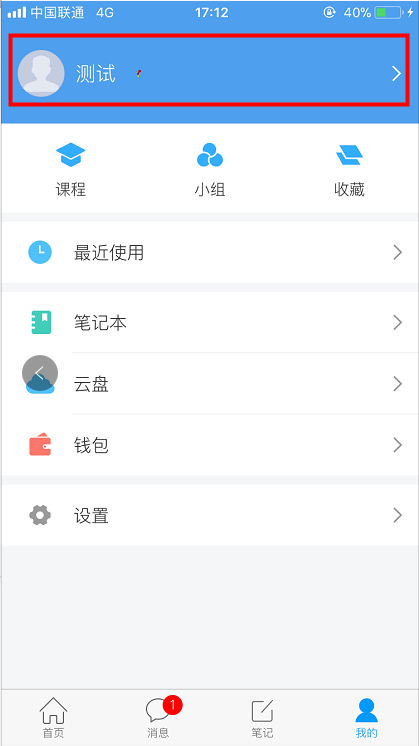 中国联通 4G 17:12 40%
测试
课程 小组 收藏
最近使用
笔记本
云盘
钱包
设置
1
首页 消息 笔记 我的